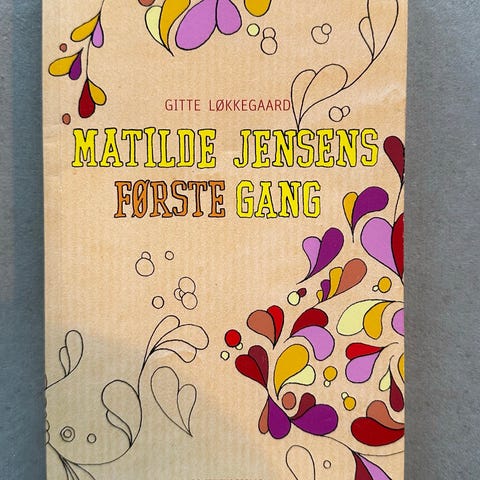 GITTE LØKKEGAARD
MATILDE JENSENS
FØRSTE GANG